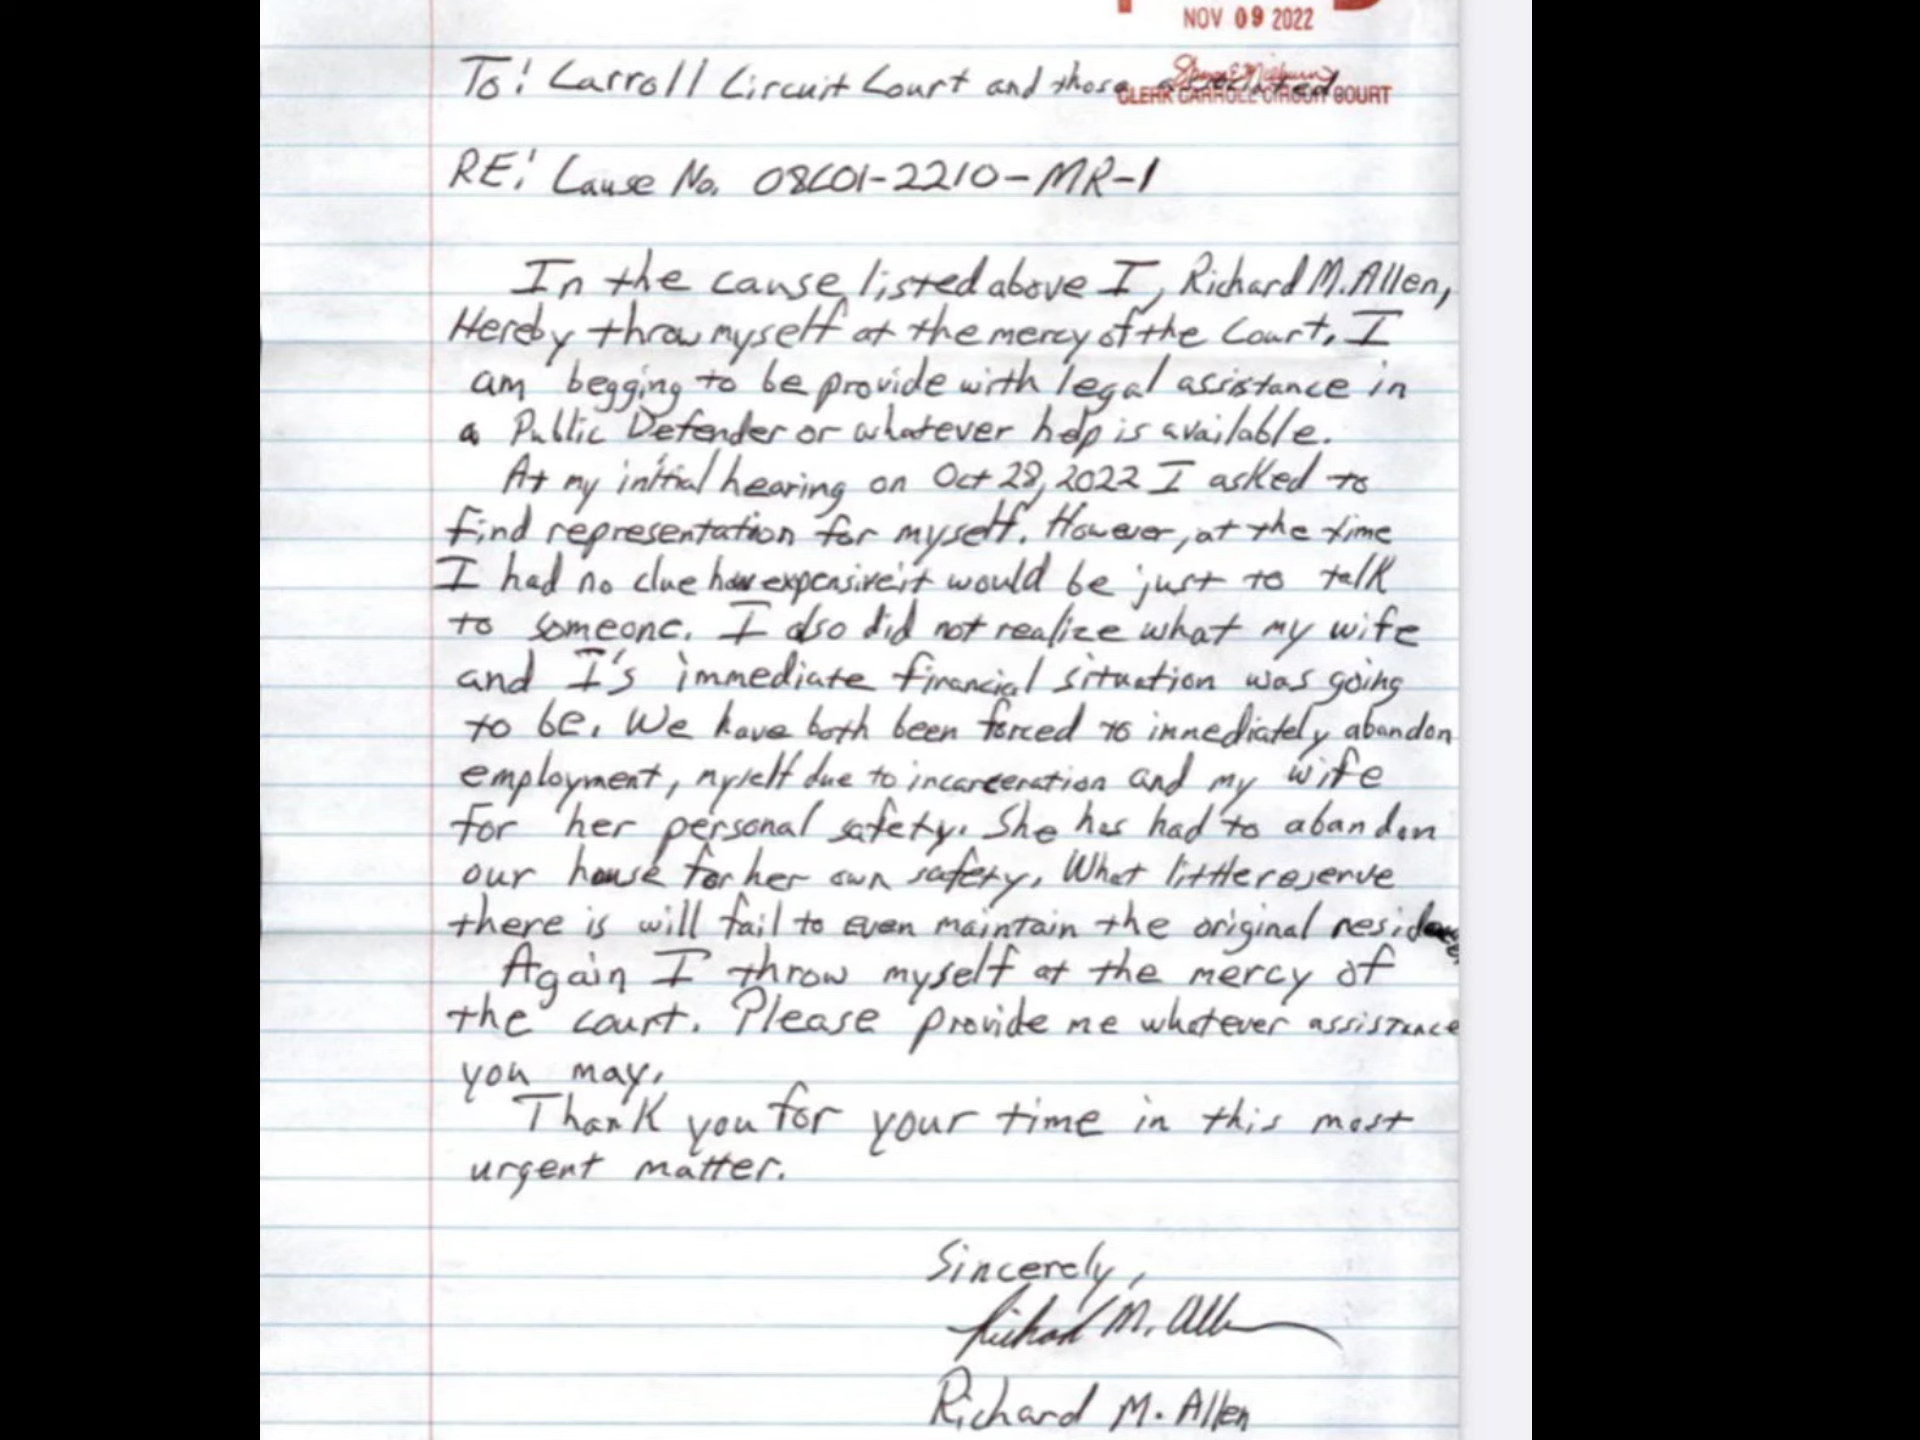 NOV 09 2022
To: Carroll Circuit Court and those associated
CLERK CARROLL CIRCUIT COURT
RE: Cause No. 08C01-2210-MR-1
In the cause listed above I, Richard M. Allen,
Hereby throw myself at the mercy of the Court. I
am begging to be provide with legal assistance in
a Public Defender or whatever help is available.
At my initial hearing on Oct 28, 2022 I asked to
find representation for myself. However, at the time
I had no clue how expensive it would be just to talk
to someone. I also did not realize what my wife
and I's immediate financial situation was going
to be. We have both been forced to immediately abandon
employment, myself due to incarceration and my wife
for her personal safety. She has had to abandon
our house for her own safety. What little reserve
there is will fail to even maintain the original residence.
Again I throw myself at the mercy of
the court. Please provide me whatever assistance
you may.
Thank you for your time in this most
urgent matter.
Sincerely,
Richard M. Allen
Richard M. Allen